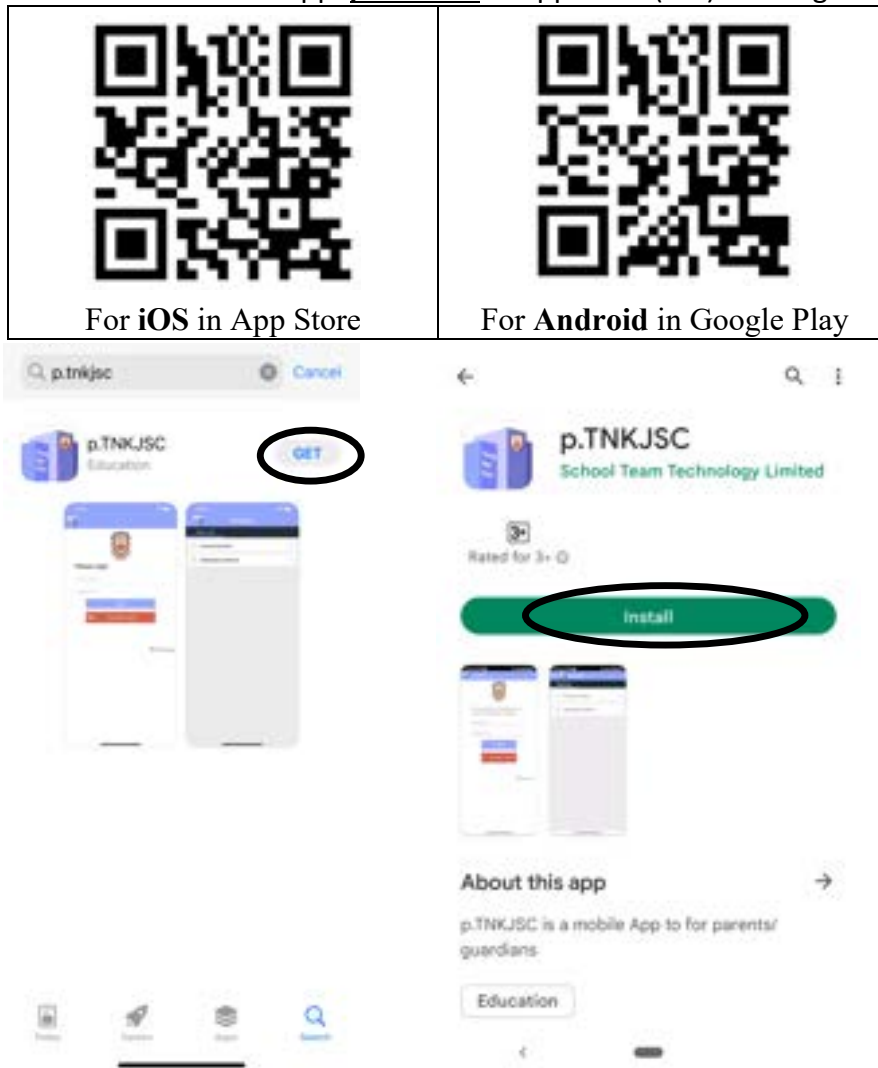 For iOS in App Store
For Android in Google Play
p.tnkjsc
Cancel
p.TNKJSC
Education
GET
p.TNKJSC
School Team Technology Limited
3+
Rated for 3+
Install
About this app
p.TNKJSC is a mobile App to for parents/
guardians
Education
Search